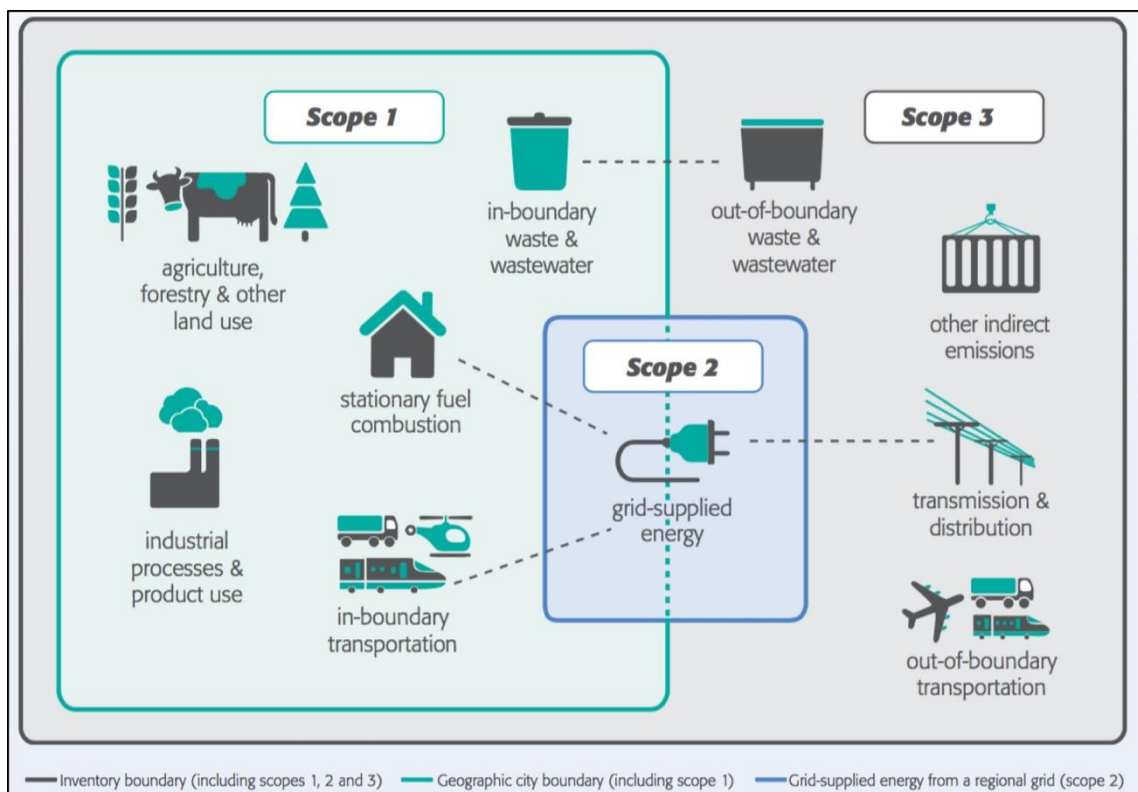 Scope 1
Scope 3
in-boundary
waste &
wastewater
out-of-boundary
waste &
wastewater
agriculture,
forestry & other
land use
other indirect
emissions
Scope 2
stationary fuel
combustion
grid-supplied
energy
transmission &
distribution
industrial
processes &
product use
in-boundary
transportation
out-of-boundary
transportation
Inventory boundary (including scopes 1, 2 and 3)
Geographic city boundary (including scope 1)
Grid-supplied energy from a regional grid (scope 2)